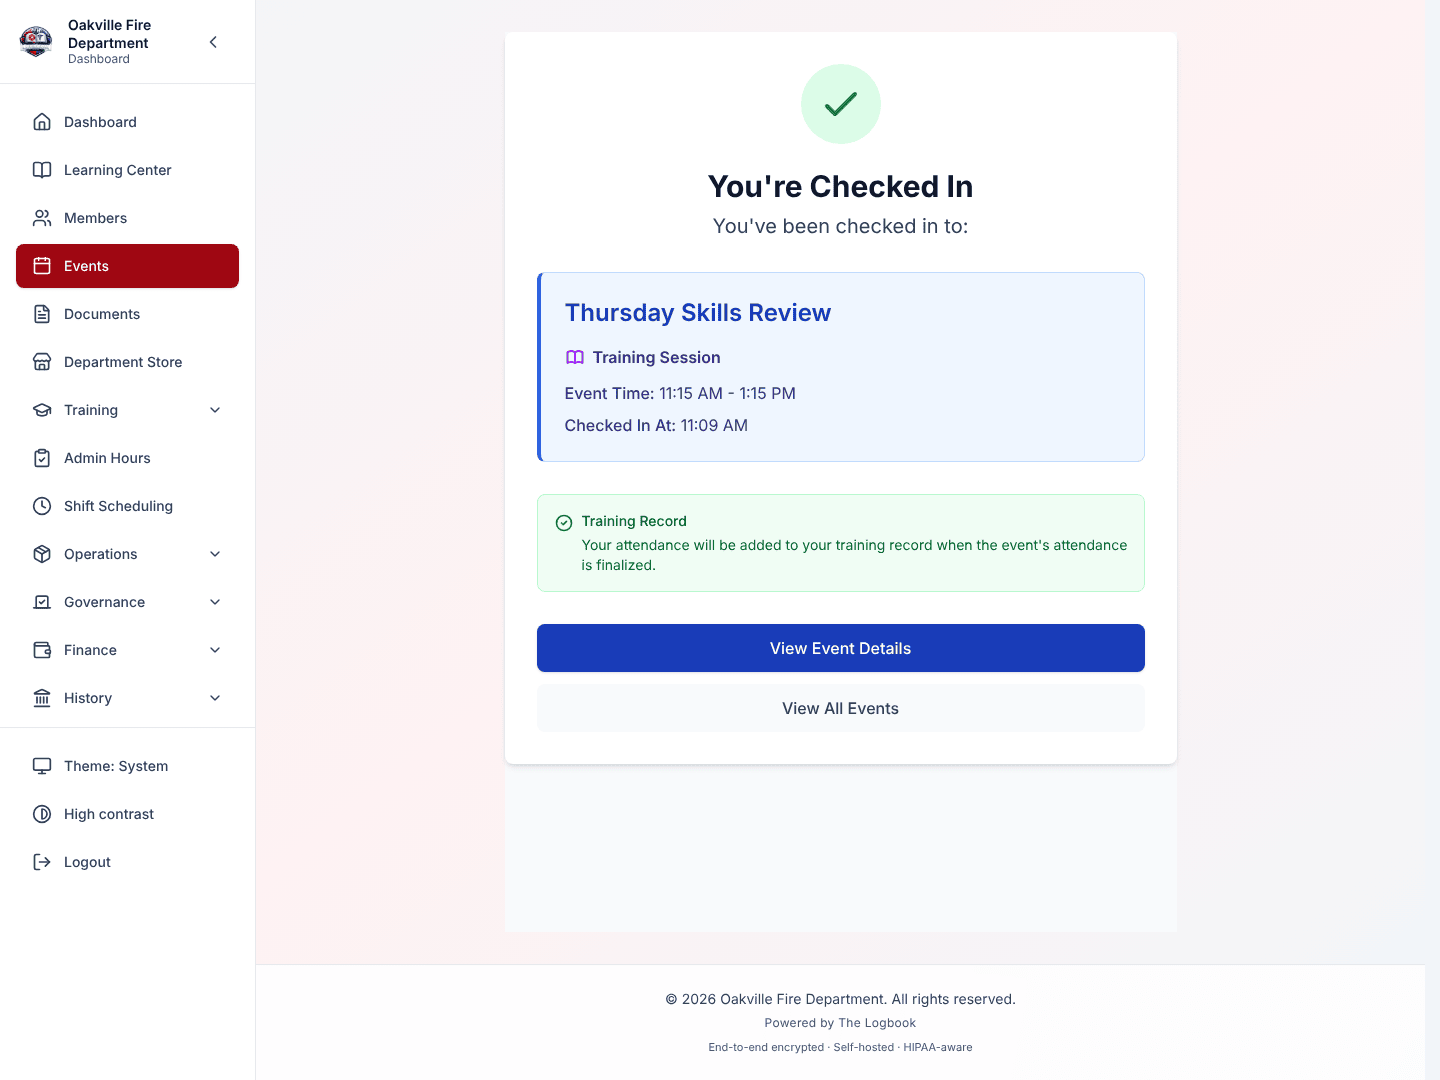 Oakville Fire
Department
Dashboard
Dashboard
Learning Center
Members
Events
Documents
Department Store
Training
Admin Hours
Shift Scheduling
Operations
Governance
Finance
History
Theme: System
High contrast
Logout
You're Checked In
You've been checked in to:
Thursday Skills Review
Training Session
Event Time: 11:15 AM - 1:15 PM
Checked In At: 11:09 AM
Training Record
Your attendance will be added to your training record when the event's attendance
is finalized.
View Event Details
View All Events
© 2026 Oakville Fire Department. All rights reserved.
Powered by The Logbook
End-to-end encrypted · Self-hosted · HIPAA-aware